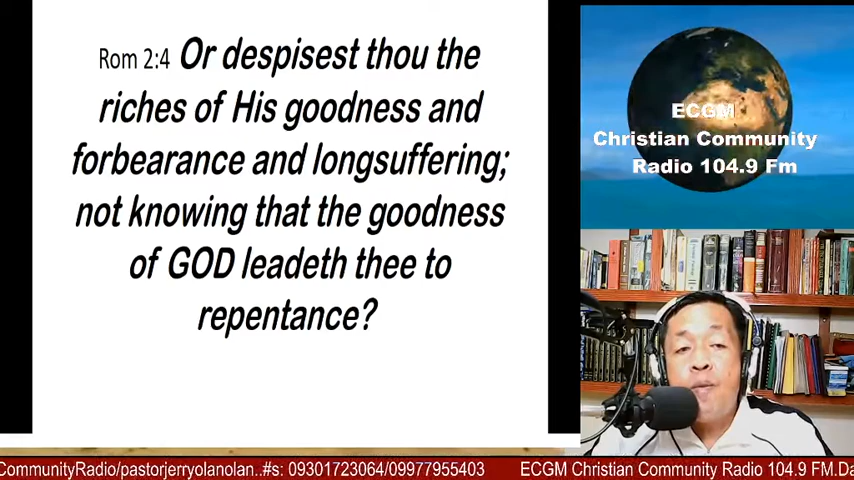 Rom 2:4 Or despisest thou the
riches of His goodness and
forbearance and longsuffering;
not knowing that the goodness
of GOD leadeth thee to
repentance?
ECGM
Christian Community
Radio 104.9 Fm
CommunityRadio/pastorjerryolanolan..#s: 09301723064/09977955403 ECGM Christian Community Radio 104.9 FM.Da